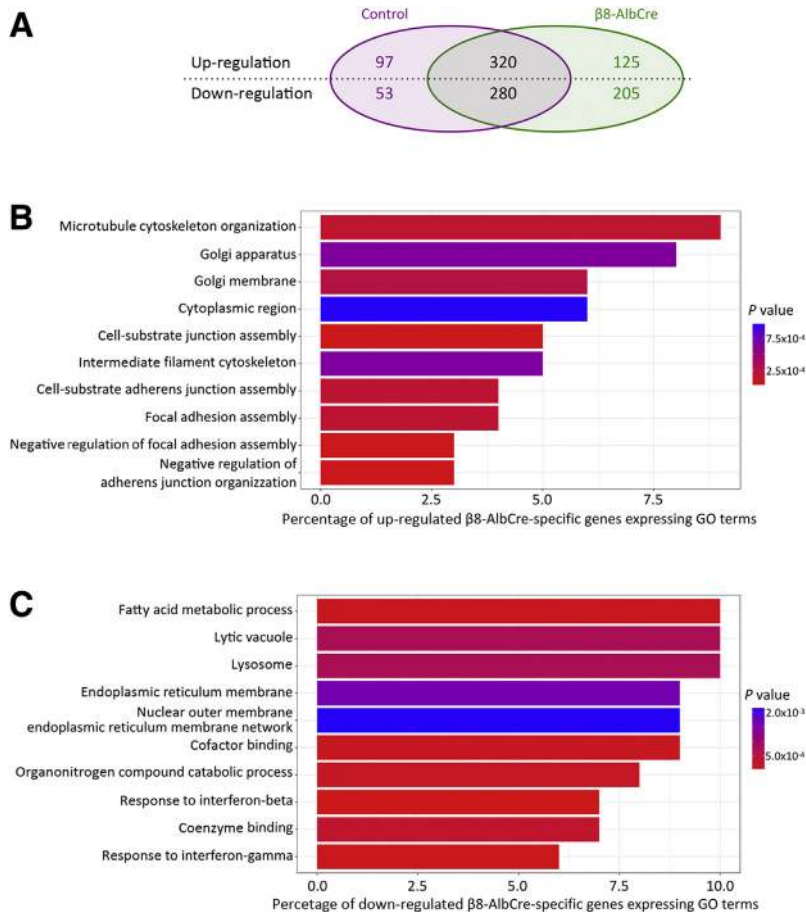 A
Control β8-AlbCre
Up-regulation 97 320 125
Down-regulation 53 280 205
B
Microtubule cytoskeleton organization
Golgi apparatus
Golgi membrane
Cytoplasmic region
Cell-substrate junction assembly
Intermediate filament cytoskeleton
Cell-substrate adherens junction assembly
Focal adhesion assembly
Negative regulation of focal adhesion assembly
Negative regulation of
adherens junction organizzation
P value
7.5x10-4
2.5x10-4
0.0 2.5 5.0 7.5
Percentage of up-regulated β8-AlbCre-specific genes expressing GO terms
C
Fatty acid metabolic process
Lytic vacuole
Lysosome
Endoplasmic reticulum membrane
Nuclear outer membrane
endoplasmic reticulum membrane network
Cofactor binding
Organonitrogen compound catabolic process
Response to interferon-beta
Coenzyme binding
Response to interferon-gamma
P value
2.0x10-3
5.0x10-4
0.0 2.5 5.0 7.5 10.0
Percentage of down-regulated β8-AlbCre-specific genes expressing GO terms